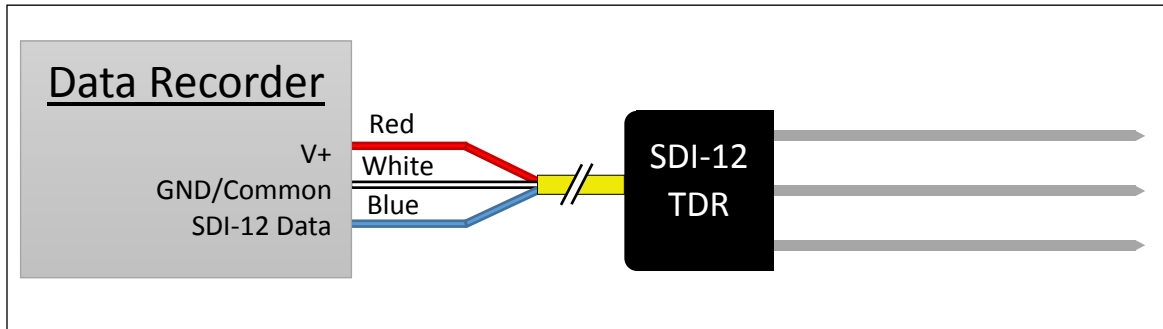 Data Recorder
Red
V+
White
GND/Common
Blue
SDI-12 Data
SDI-12
TDR